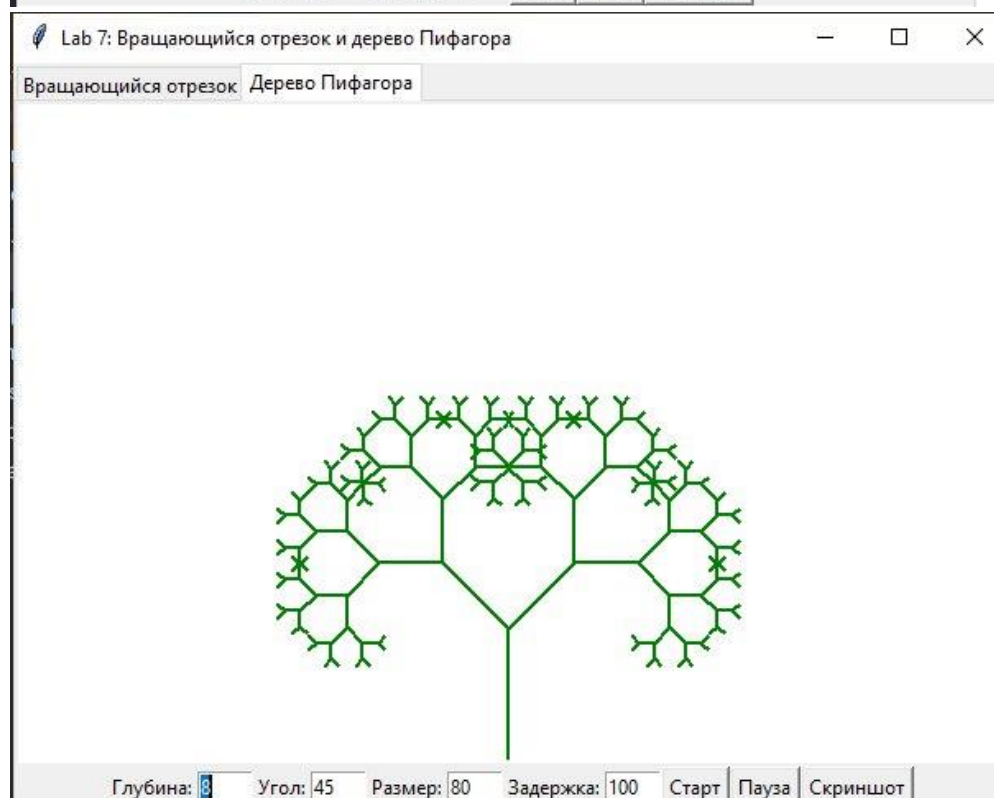 Lab 7: Вращающийся отрезок и дерево Пифагора
Вращающийся отрезок Дерево Пифагора
Глубина: 8 Угол: 45 Размер: 80 Задержка: 100 Старт Пауза Скриншот